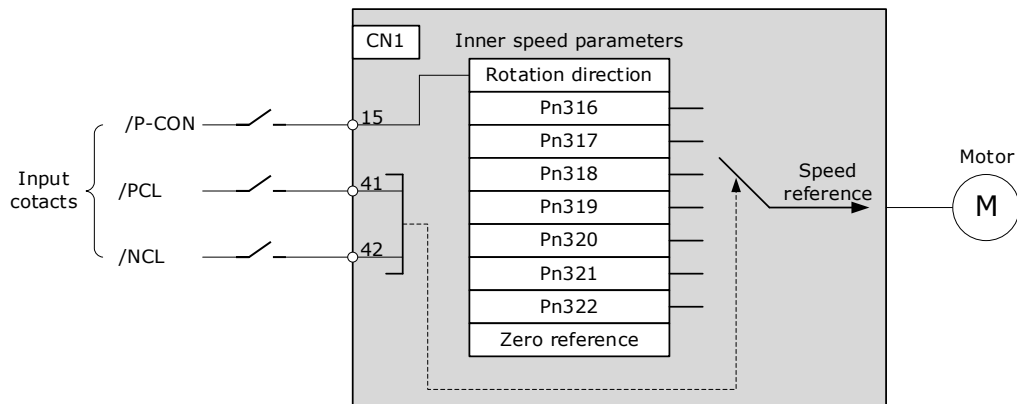 CN1
Inner speed parameters
Rotation direction
Pn316
Pn317
Pn318
Pn319
Pn320
Pn321
Pn322
Zero reference
Input
cotacts
/P-CON
15
/PCL
41
/NCL
42
Speed
reference
Motor
M